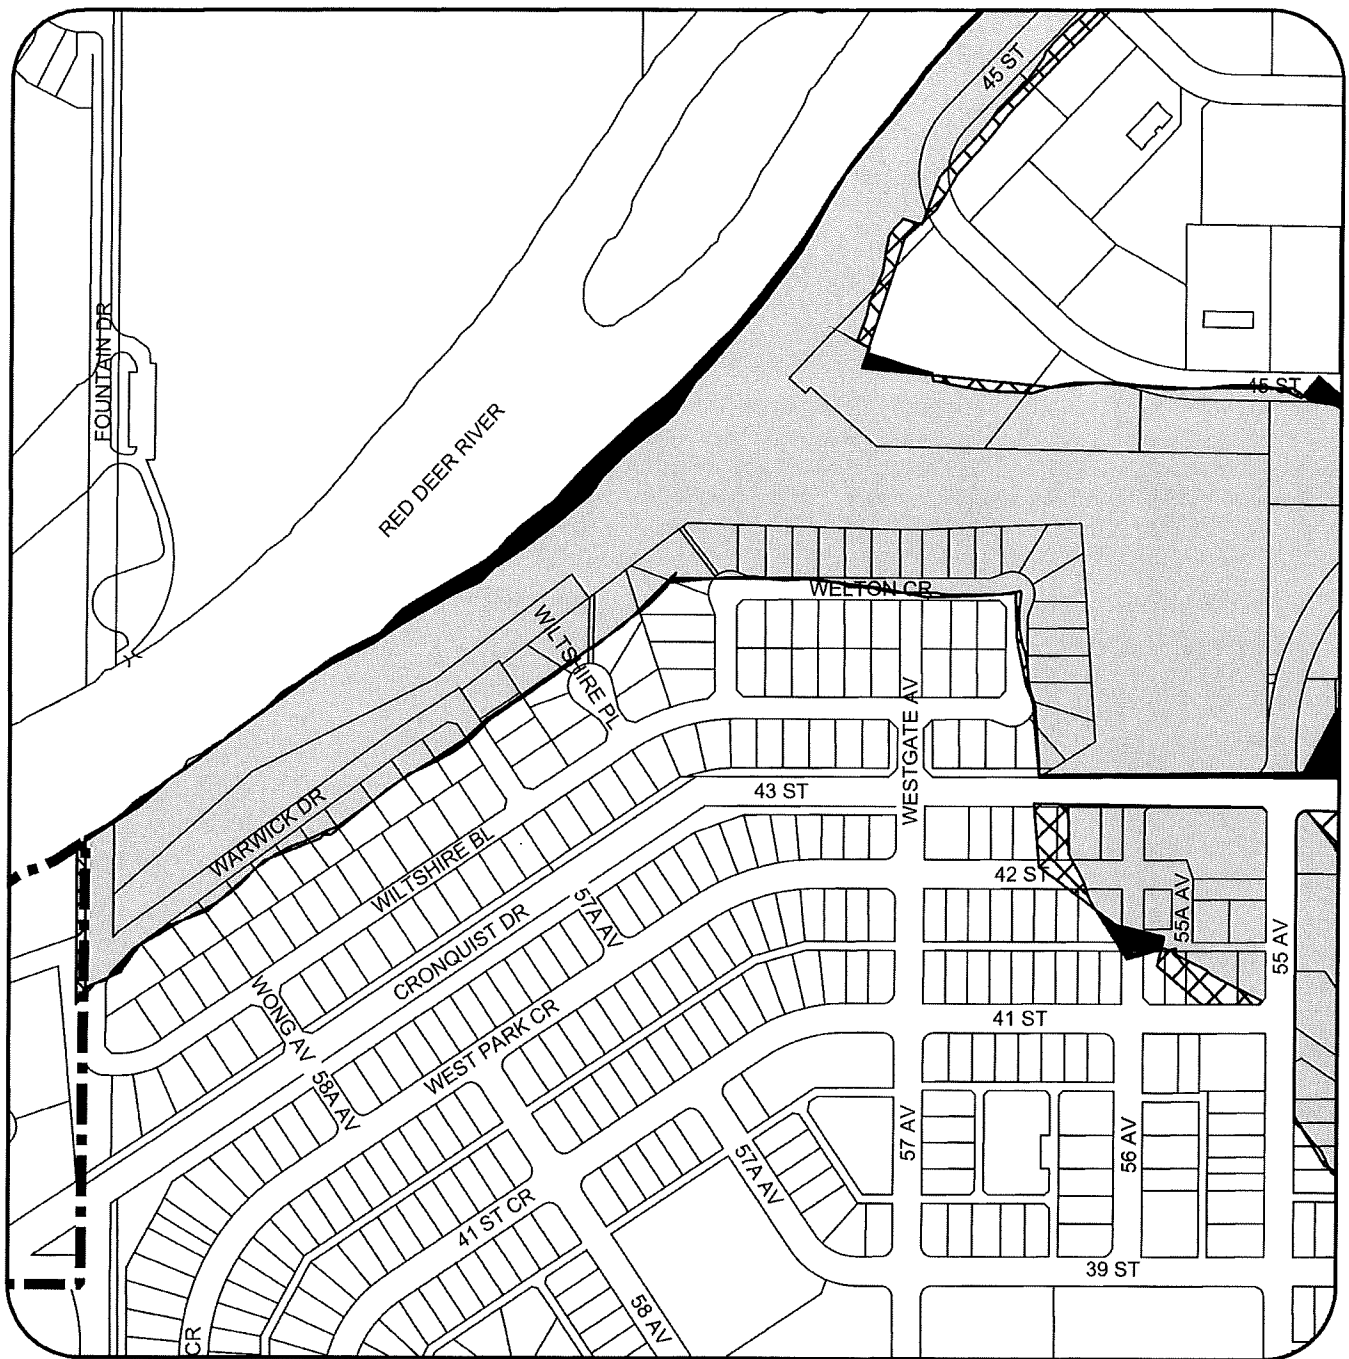 45 ST
FOUNTAIN DR
45 ST
RED DEER RIVER
WELTON CR
WILTSHIRE PL
WESTGATE AV
43 ST
WARWICK DR
WILTSHIRE BL
42 ST
57A AV
55A AV
CRONQUIST DR
55 AV
WONG AV
41 ST
WEST PARK CR
58A AV
57 AV
56 AV
57A AV
41 ST CR
39 ST
58 AV
CR